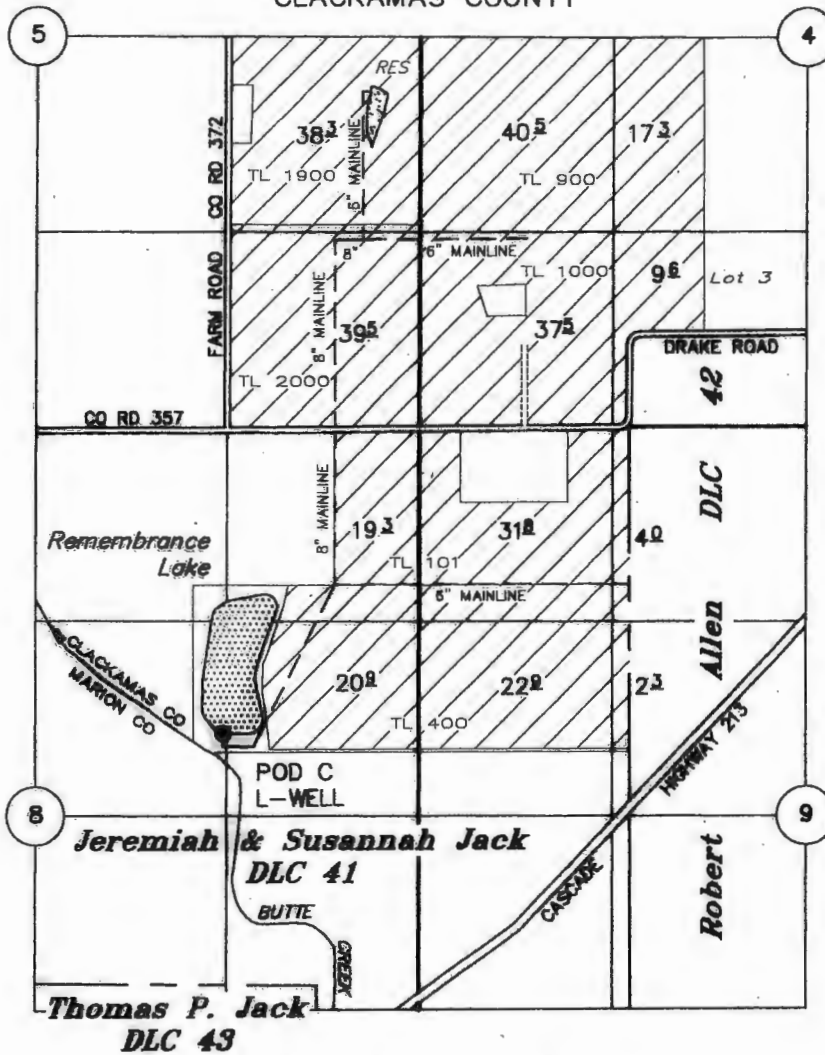 CLACKAMAS COUNTY
5
4
RES
CO RD 372
38 3
40 5
17 3
6" MAINLINE
TL 1900
TL 900
8"
6" MAINLINE
TL 1000
9 6
Lot 3
FARM ROAD
8" MAINLINE
39 5
37 5
DRAKE ROAD
TL 2000
42
CO RD 357
DLC
8" MAINLINE
19 3
31 8
4 0
Remembrance
Lake
TL 101
6" MAINLINE
Allen
CLACKAMAS CO
MARION CO
20 9
22 9
2 3
TL 400
HIGHWAY 213
POD C
L-WELL
8
9
Jeremiah & Susannah Jack
DLC 41
CASCADE
Robert
BUTTE
CREEK
Thomas P. Jack
DLC 43